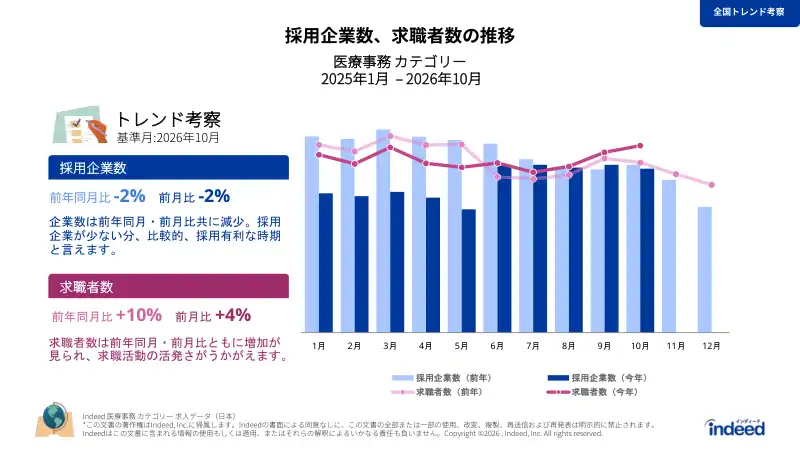 全国トレンド考察
採用企業数、求職者数の推移
医療事務 カテゴリー
2025年1月 – 2026年10月
トレンド考察
基準月:2026年10月
採用企業数
前年同月比 -2% 前月比 -2%
企業数は前年同月・前月比共に減少。採用
企業が少ない分、比較的、採用有利な時期
と言えます。
求職者数
前年同月比 +10% 前月比 +4%
求職者数は前年同月・前月比ともに増加が
見られ、求職活動の活発さがうかがえます。
1月 2月 3月 4月 5月 6月 7月 8月 9月 10月 11月 12月
採用企業数（前年） 採用企業数（今年）
求職者数（前年） 求職者数（今年）
indeed 医療事務 カテゴリー 求人データ（日本）
*この文書の著作権はIndeed, Inc.に帰属します。Indeedの書面による同意なしに、この文書の全部または一部の使用、改変、複製、再送信および再発表は明示的に禁止されます。
Indeedはこの文書に含まれる情報の使用もしくは適用、またはそれらの解釈によるいかなる責任も負いません。Copyright ©2026 , Indeed, Inc. All rights reserved.
インディード
indeed